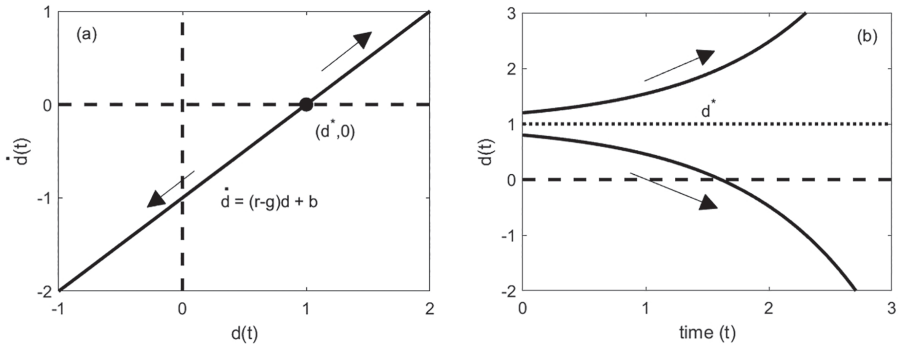 (a)
1
0
-1
-2
ḋ(t)
(d*,0)
ḋ = (r-g)d + b
-1
0
1
2
d(t)
(b)
3
2
1
0
-1
-2
d(t)
d*
0
1
2
3
time (t)